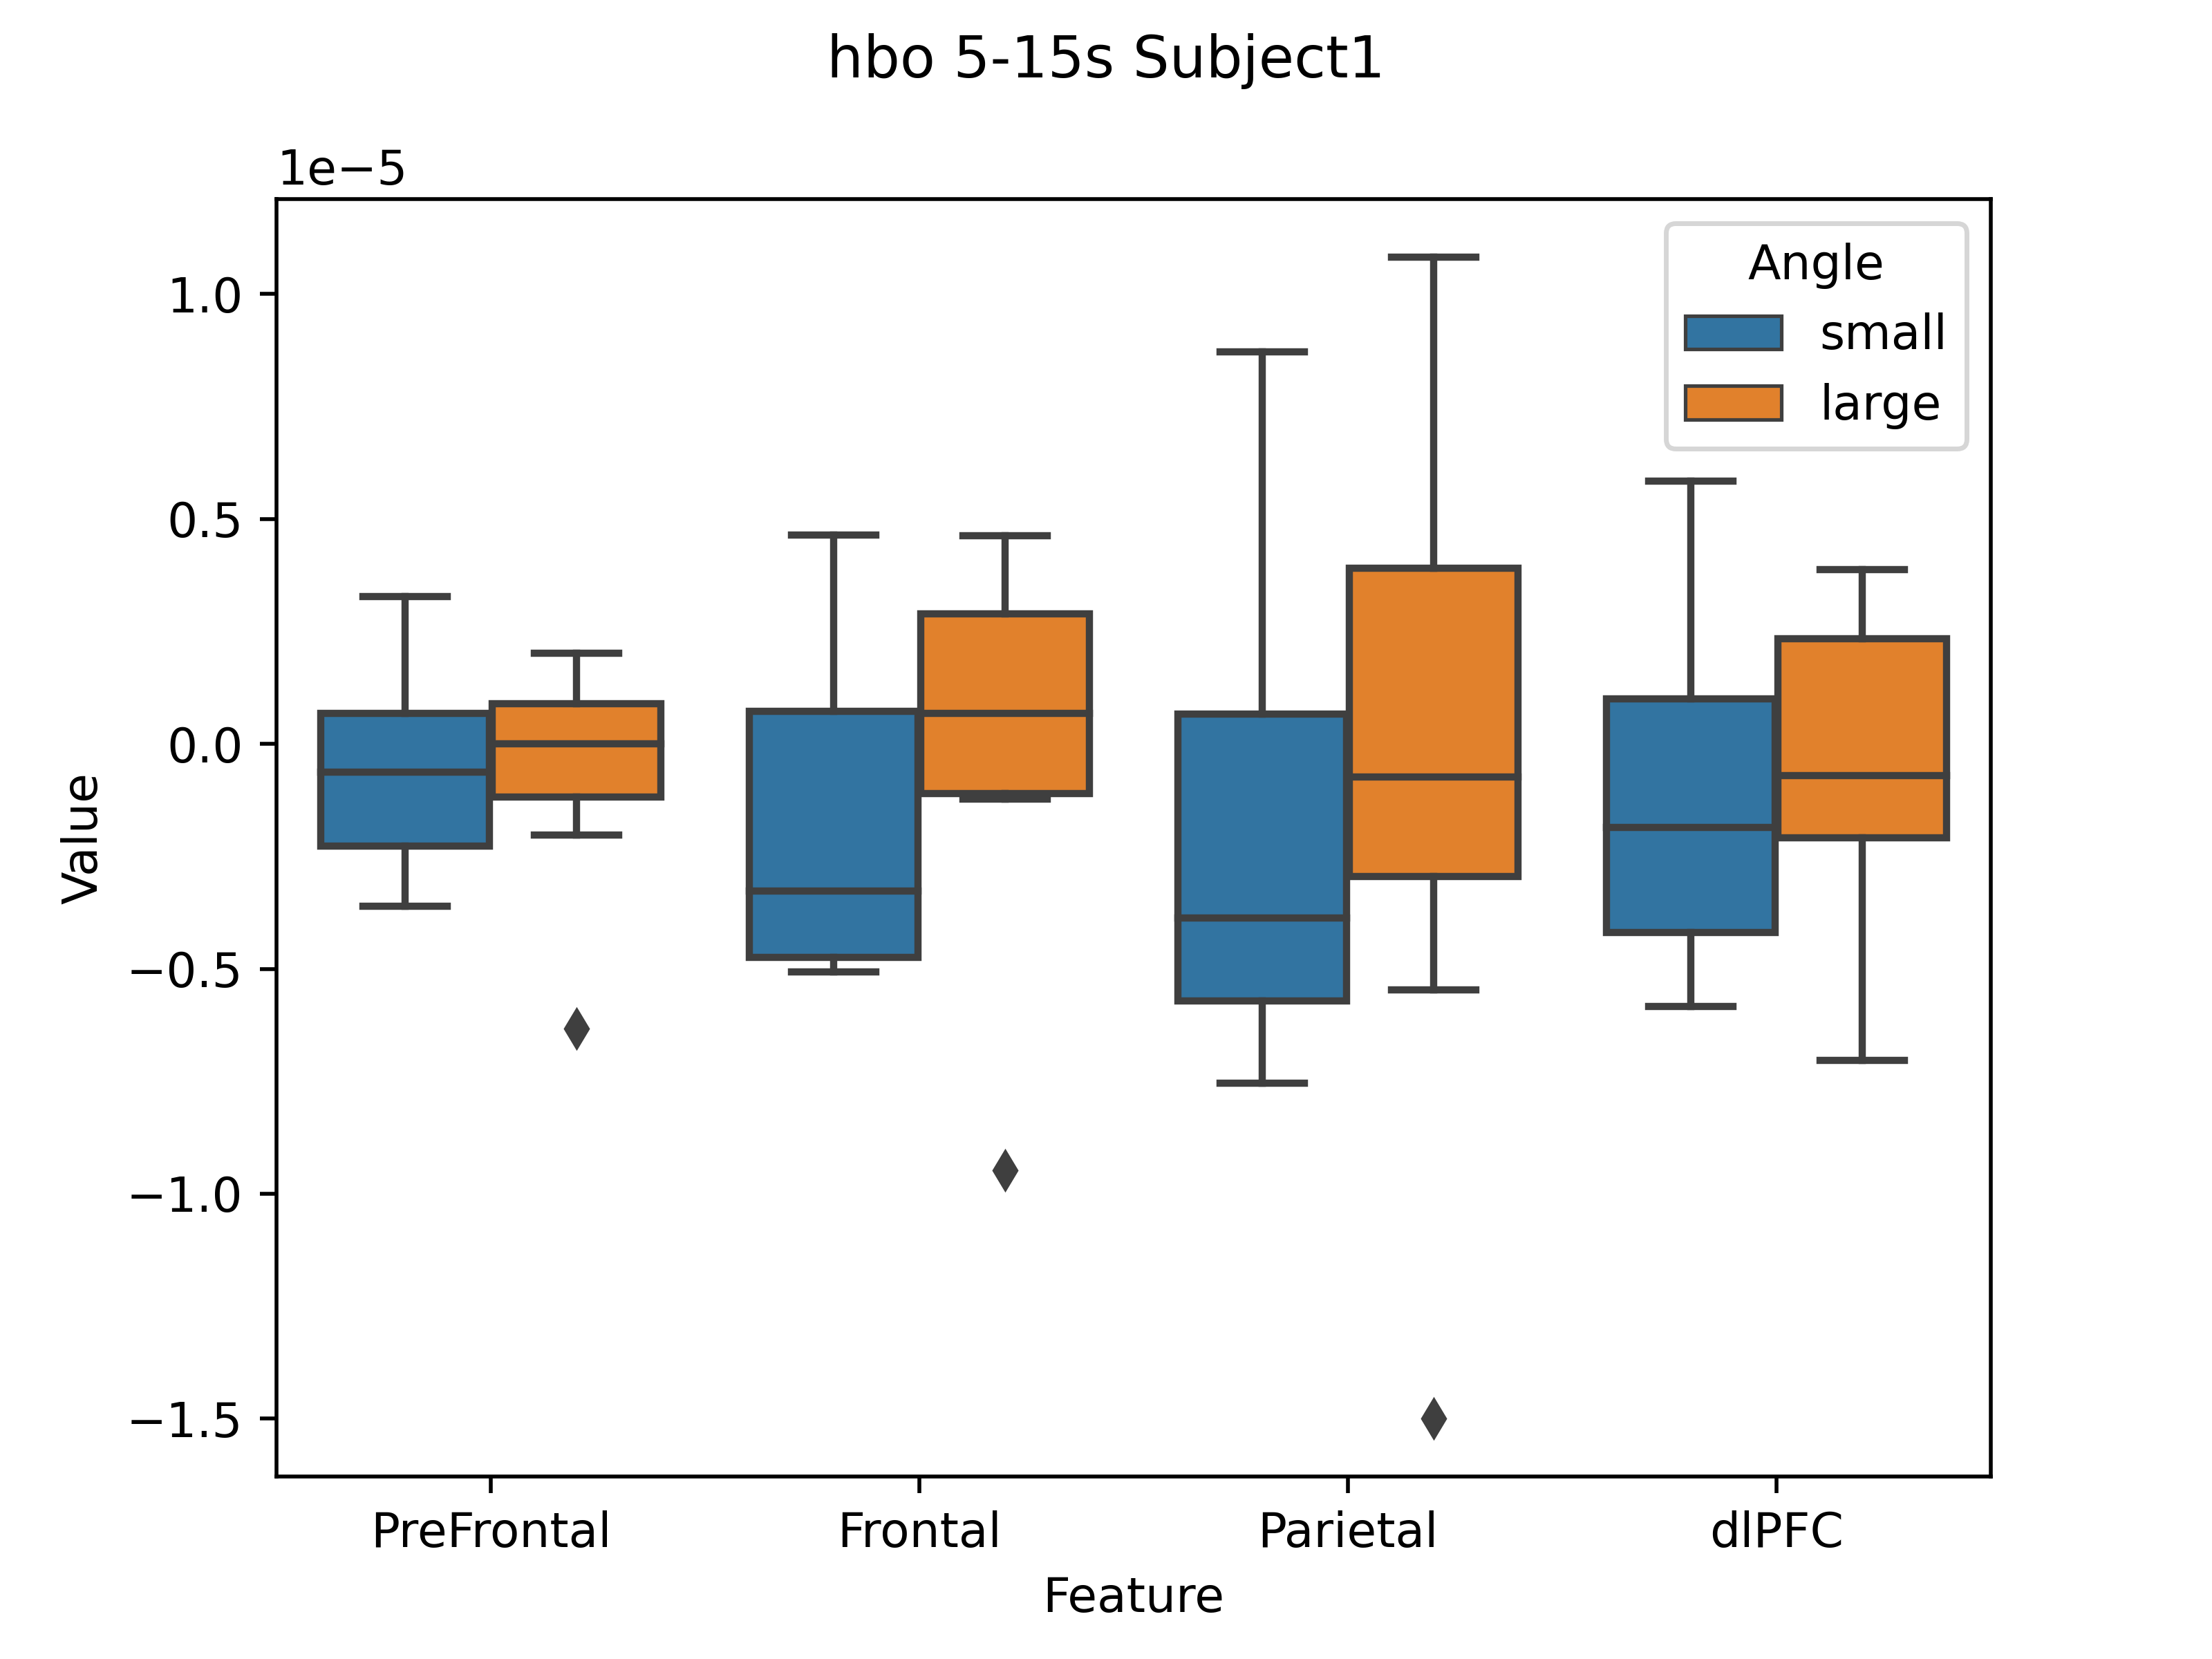 hbo 5-15s Subject1
1e−5
Angle
small
large
1.0
0.5
0.0
−0.5
−1.0
−1.5
Value
PreFrontal
Frontal
Parietal
dlPFC
Feature